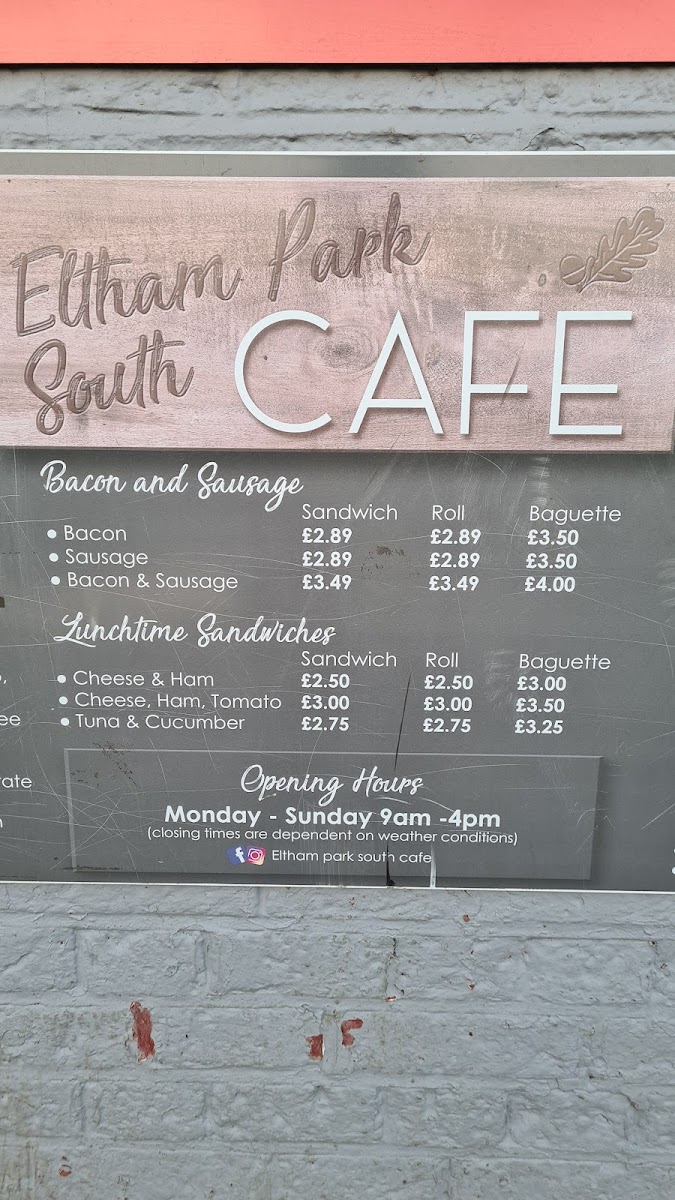 Eltham Park
South CAFE
Bacon and Sausage
Sandwich Roll Baguette
• Bacon £2.89 £2.89 £3.50
• Sausage £2.89 £2.89 £3.50
• Bacon & Sausage £3.49 £3.49 £4.00
Lunchtime Sandwiches
Sandwich Roll Baguette
• Cheese & Ham £2.50 £2.50 £3.00
• Cheese, Ham, Tomato £3.00 £3.00 £3.50
• Tuna & Cucumber £2.75 £2.75 £3.25
Opening Hours
Monday - Sunday 9am -4pm
(closing times are dependent on weather conditions)
Eltham park south cafe